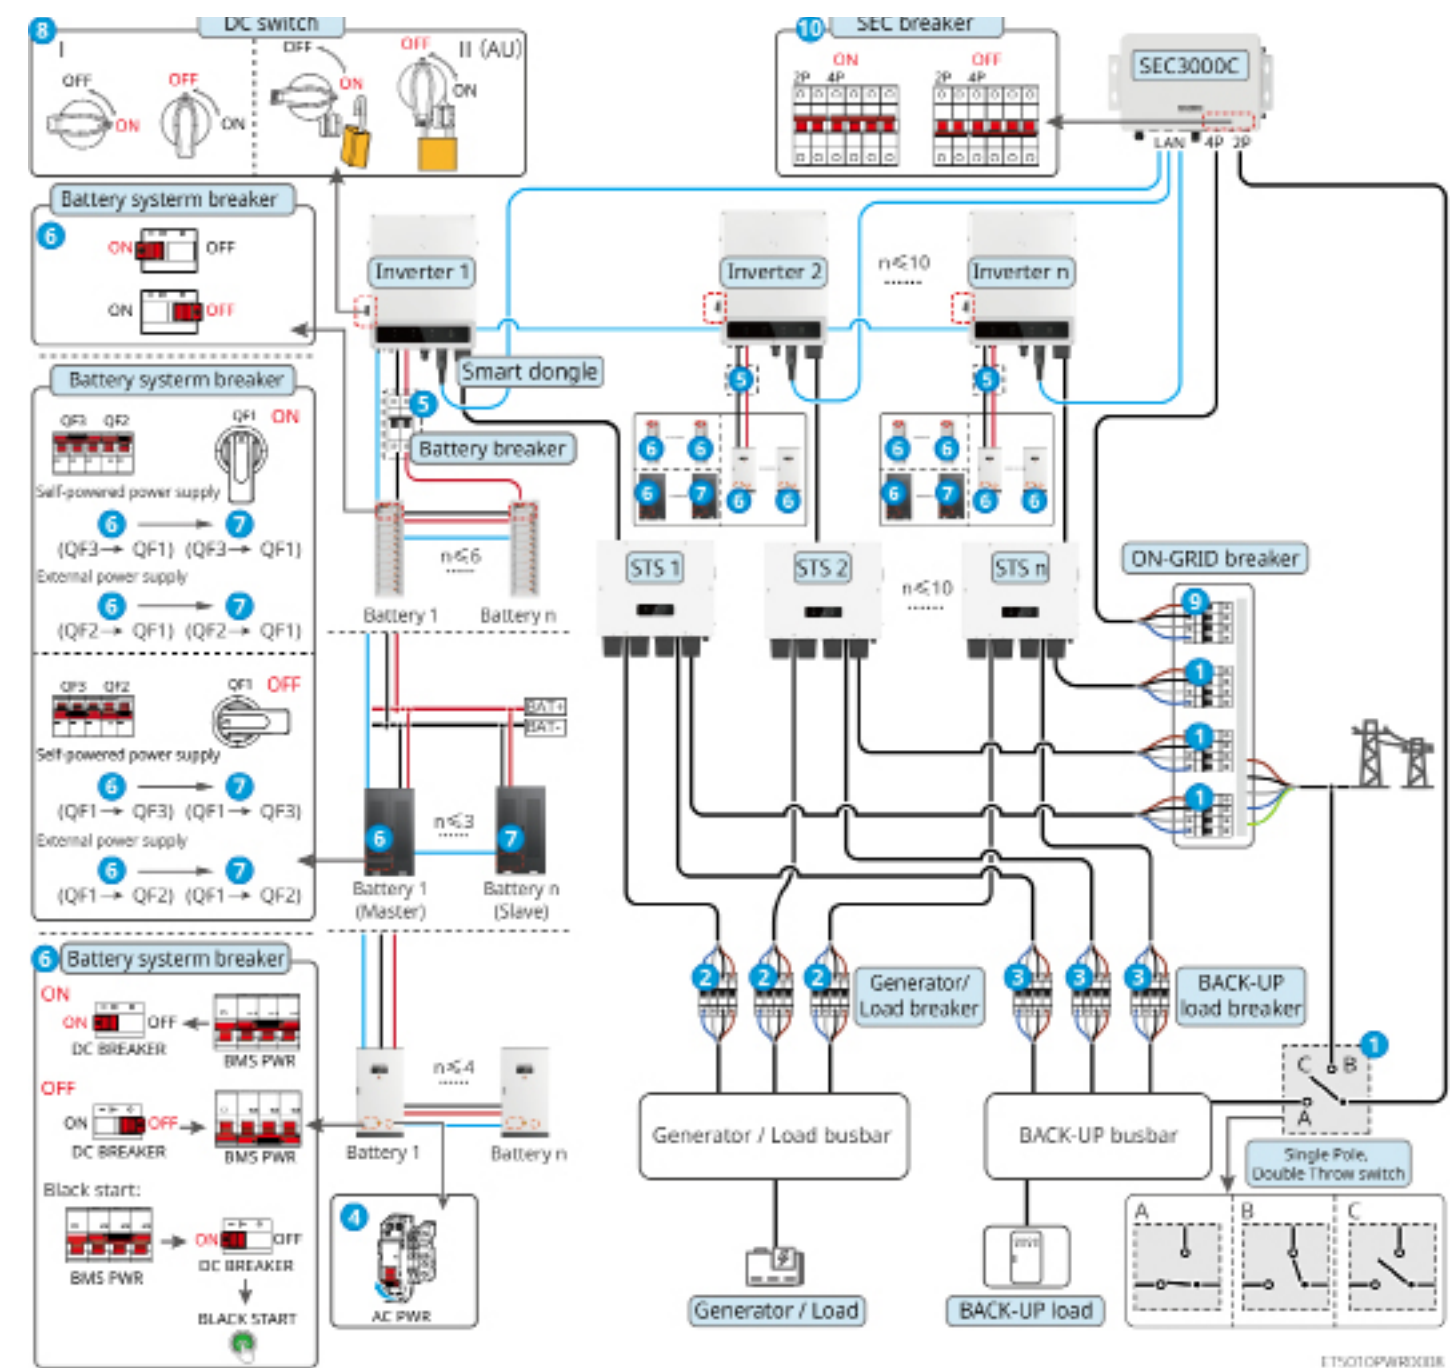 8
DC switch
I
OFF
ON
OFF
ON
OFF
ON
OFF
II (AU)
ON
10
SEC breaker
ON
OFF
2P 4P
2P 4P
SEC3000C
LAN 4P 2P
Battery systerm breaker
6
ON
OFF
ON
OFF
Inverter 1
Inverter 2
n≤10
......
Inverter n
Smart dongle
5
Battery breaker
5
5
6
6
6
7
6
6
6
6
6
7
6
6
Battery systerm breaker
QF3 QF2
QF1
ON
Self-powered power supply
6
7
(QF3→ QF1) (QF3→ QF1)
External power supply
6
7
(QF2→ QF1) (QF2→ QF1)
QF3 QF2
QF1
OFF
Self-powered power supply
6
7
(QF1→ QF3) (QF1→ QF3)
External power supply
6
7
(QF1→ QF2) (QF1→ QF2)
n≤6
......
Battery 1
Battery n
STS 1
STS 2
n≤10
......
STS n
ON-GRID breaker
9
1
1
1
BAT+
BAT-
6
n≤3
......
7
Battery 1
(Master)
Battery n
(Slave)
6
Battery systerm breaker
ON
ON
OFF
DC BREAKER
BMS PWR
OFF
ON
OFF
DC BREAKER
BMS PWR
Black start:
BMS PWR
ON
OFF
DC BREAKER
BLACK START
n≤4
......
Battery 1
Battery n
4
AC PWR
2
2
2
Generator/
Load breaker
3
3
3
BACK-UP
load breaker
Generator / Load busbar
BACK-UP busbar
Generator / Load
BACK-UP load
1
C
B
A
Single Pole,
Double Throw switch
A
B
C